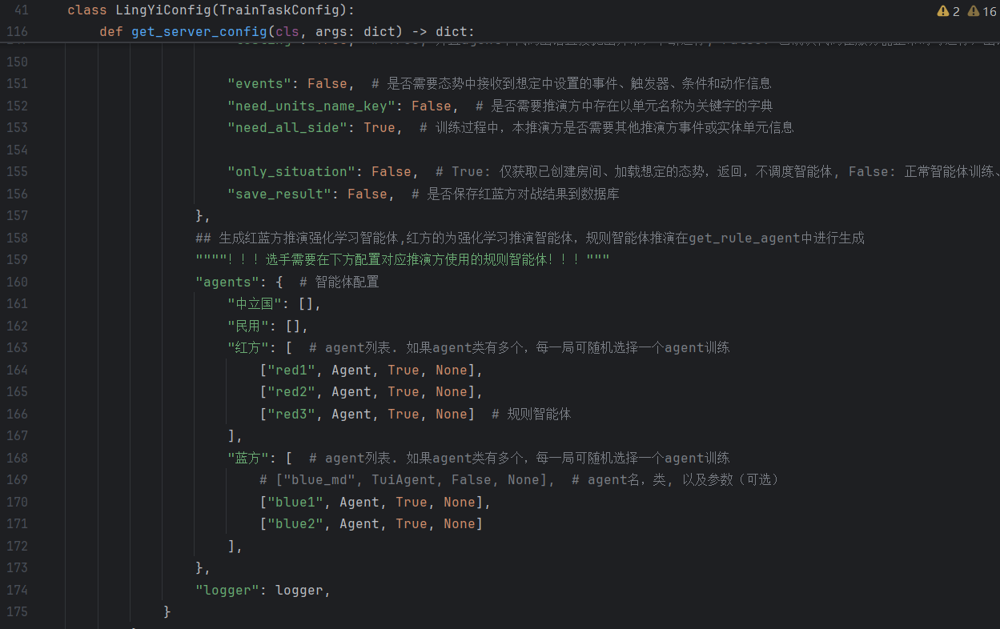 41 class LingYiConfig(TrainTaskConfig):
2 16
116 def get_server_config(cls, args: dict) -> dict:
150
151 "events": False, # 是否需要态势中接收到想定中设置的事件、触发器、条件和动作信息
152 "need_units_name_key": False, # 是否需要推演方中存在以单元名称为关键字的字典
153 "need_all_side": True, # 训练过程中，本推演方是否需要其他推演方事件或实体单元信息
154
155 "only_situation": False, # True: 仅获取已创建房间、加载想定的态势，返回，不调度智能体, False: 正常智能体训练、
156 "save_result": False, # 是否保存红蓝方对战结果到数据库
157 },
158 ## 生成红蓝方推演强化学习智能体,红方的为强化学习推演智能体，规则智能体推演在get_rule_agent中进行生成
159 """"！！！选手需要在下方配置对应推演方使用的规则智能体！！！"""
160 "agents": { # 智能体配置
161 "中立国": [],
162 "民用": [],
163 "红方": [ # agent列表. 如果agent类有多个，每一局可随机选择一个agent训练
164 ["red1", Agent, True, None],
165 ["red2", Agent, True, None],
166 ["red3", Agent, True, None] # 规则智能体
167 ],
168 "蓝方": [ # agent列表. 如果agent类有多个，每一局可随机选择一个agent训练
169 # ["blue_md", TuiAgent, False, None], # agent名，类, 以及参数（可选）
170 ["blue1", Agent, True, None],
171 ["blue2", Agent, True, None]
172 ],
173 },
174 "logger": logger,
175 }